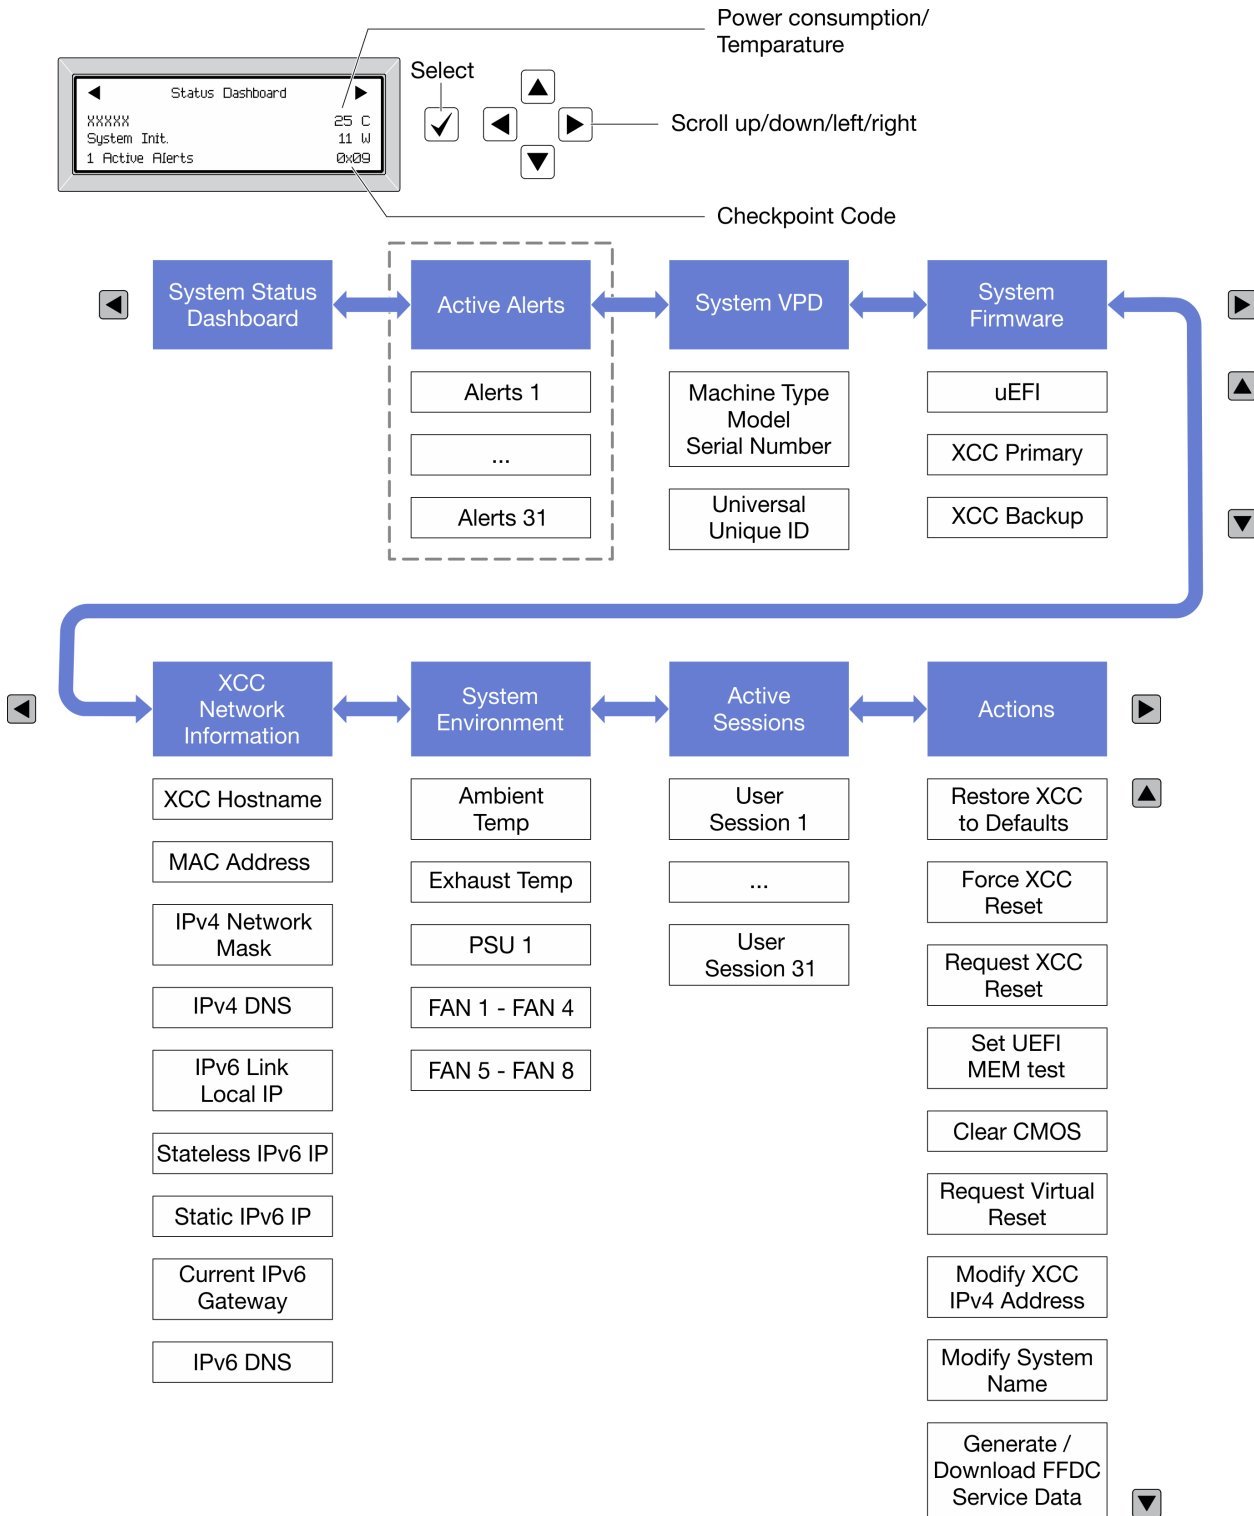 Power consumption/
Temparature
Select
Status Dashboard
XXXXX 25 C
System Init. 11 W
1 Active Alerts 0x09
Scroll up/down/left/right
Checkpoint Code
System Status
Dashboard
Active Alerts
Alerts 1
...
Alerts 31
System VPD
Machine Type
Model
Serial Number
Universal
Unique ID
System
Firmware
uEFI
XCC Primary
XCC Backup
XCC
Network
Information
XCC Hostname
MAC Address
IPv4 Network
Mask
IPv4 DNS
IPv6 Link
Local IP
Stateless IPv6 IP
Static IPv6 IP
Current IPv6
Gateway
IPv6 DNS
System
Environment
Ambient
Temp
Exhaust Temp
PSU 1
FAN 1 - FAN 4
FAN 5 - FAN 8
Active
Sessions
User
Session 1
...
User
Session 31
Actions
Restore XCC
to Defaults
Force XCC
Reset
Request XCC
Reset
Set UEFI
MEM test
Clear CMOS
Request Virtual
Reset
Modify XCC
IPv4 Address
Modify System
Name
Generate /
Download FFDC
Service Data